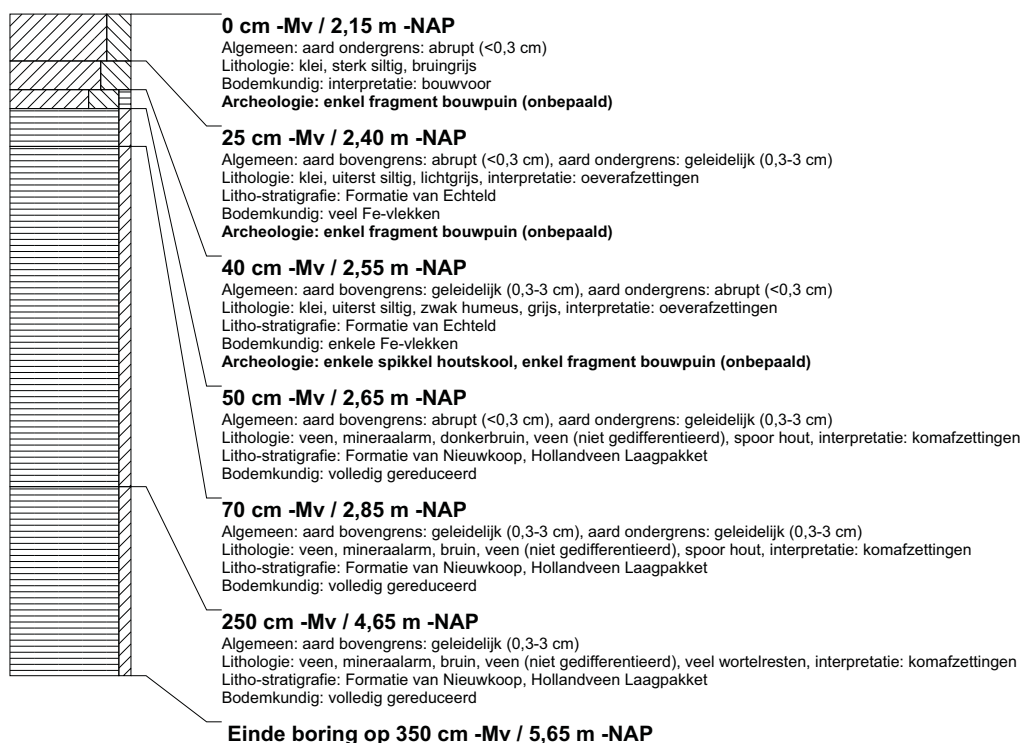 0 cm -Mv / 2,15 m -NAP
Algemeen: aard ondergrens: abrupt (<0,3 cm)
Lithologie: klei, sterk siltig, bruingrijs
Bodemkundig: interpretatie: bouwvoor
Archeologie: enkel fragment bouwpuin (onbepaald)
25 cm -Mv / 2,40 m -NAP
Algemeen: aard bovengrens: abrupt (<0,3 cm), aard ondergrens: geleidelijk (0,3-3 cm)
Lithologie: klei, uiterst siltig, lichtgrijs, interpretatie: oeverafzettingen
Litho-stratigrafie: Formatie van Echteld
Bodemkundig: veel Fe-vlekken
Archeologie: enkel fragment bouwpuin (onbepaald)
40 cm -Mv / 2,55 m -NAP
Algemeen: aard bovengrens: geleidelijk (0,3-3 cm), aard ondergrens: abrupt (<0,3 cm)
Lithologie: klei, uiterst siltig, zwak humeus, grijs, interpretatie: oeverafzettingen
Litho-stratigrafie: Formatie van Echteld
Bodemkundig: enkele Fe-vlekken
Archeologie: enkele spikkel houtskool, enkel fragment bouwpuin (onbepaald)
50 cm -Mv / 2,65 m -NAP
Algemeen: aard bovengrens: abrupt (<0,3 cm), aard ondergrens: geleidelijk (0,3-3 cm)
Lithologie: veen, mineraalarm, donkerbruin, veen (niet gedifferentieerd), spoor hout, interpretatie: komafzettingen
Litho-stratigrafie: Formatie van Nieuwkoop, Hollandveen Laagpakket
Bodemkundig: volledig gereduceerd
70 cm -Mv / 2,85 m -NAP
Algemeen: aard bovengrens: geleidelijk (0,3-3 cm), aard ondergrens: geleidelijk (0,3-3 cm)
Lithologie: veen, mineraalarm, bruin, veen (niet gedifferentieerd), spoor hout, interpretatie: komafzettingen
Litho-stratigrafie: Formatie van Nieuwkoop, Hollandveen Laagpakket
Bodemkundig: volledig gereduceerd
250 cm -Mv / 4,65 m -NAP
Algemeen: aard bovengrens: geleidelijk (0,3-3 cm)
Lithologie: veen, mineraalarm, bruin, veen (niet gedifferentieerd), veel wortelresten, interpretatie: komafzettingen
Litho-stratigrafie: Formatie van Nieuwkoop, Hollandveen Laagpakket
Bodemkundig: volledig gereduceerd
Einde boring op 350 cm -Mv / 5,65 m -NAP